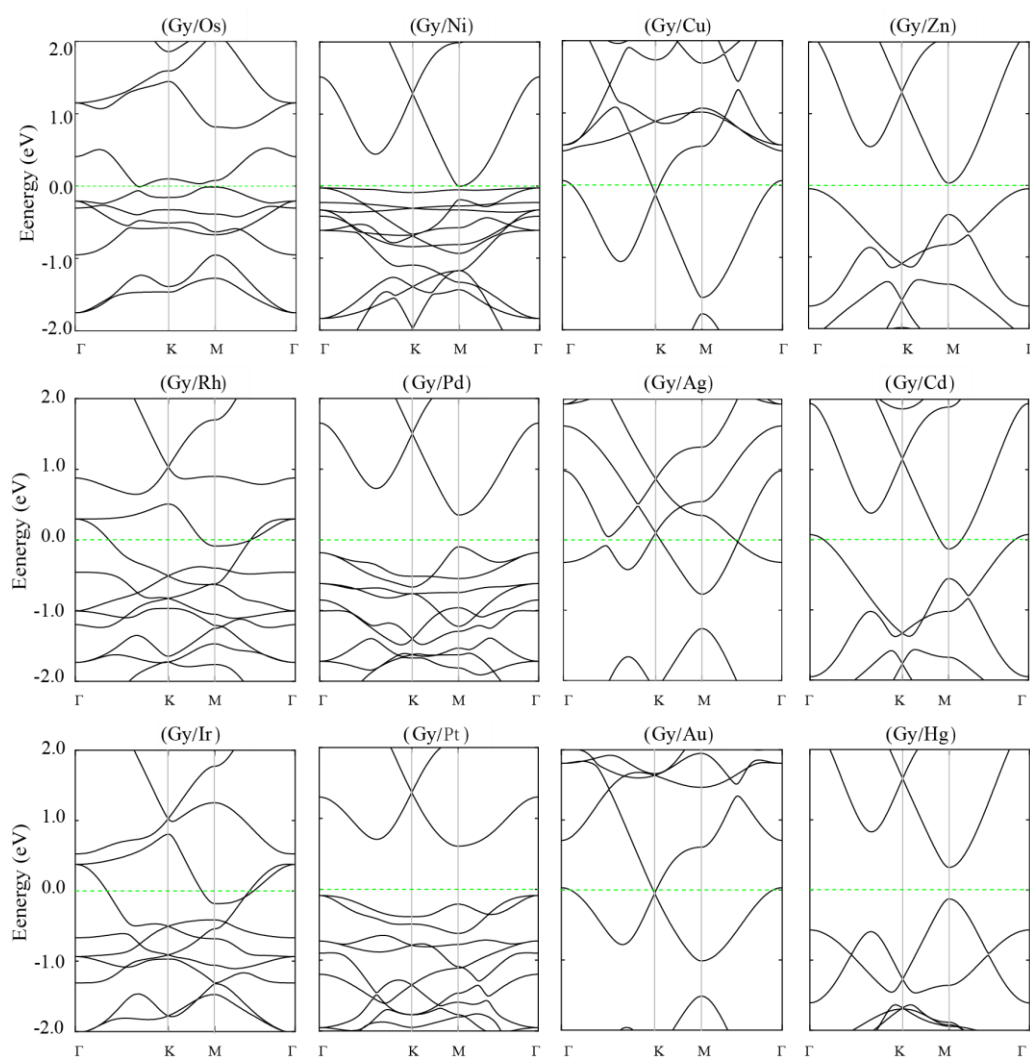 (Gy/Os) (Gy/Ni) (Gy/Cu) (Gy/Zn)
Eenergy (eV)
2.0
1.0
0.0
-1.0
-2.0
Γ K M Γ Γ K M Γ Γ K M Γ Γ K M Γ
(Gy/Rh) (Gy/Pd) (Gy/Ag) (Gy/Cd)
Eenergy (eV)
2.0
1.0
0.0
-1.0
-2.0
Γ K M Γ Γ K M Γ Γ K M Γ Γ K M Γ
(Gy/Ir) (Gy/Pt) (Gy/Au) (Gy/Hg)
Eenergy (eV)
2.0
1.0
0.0
-1.0
-2.0
Γ K M Γ Γ K M Γ Γ K M Γ Γ K M Γ